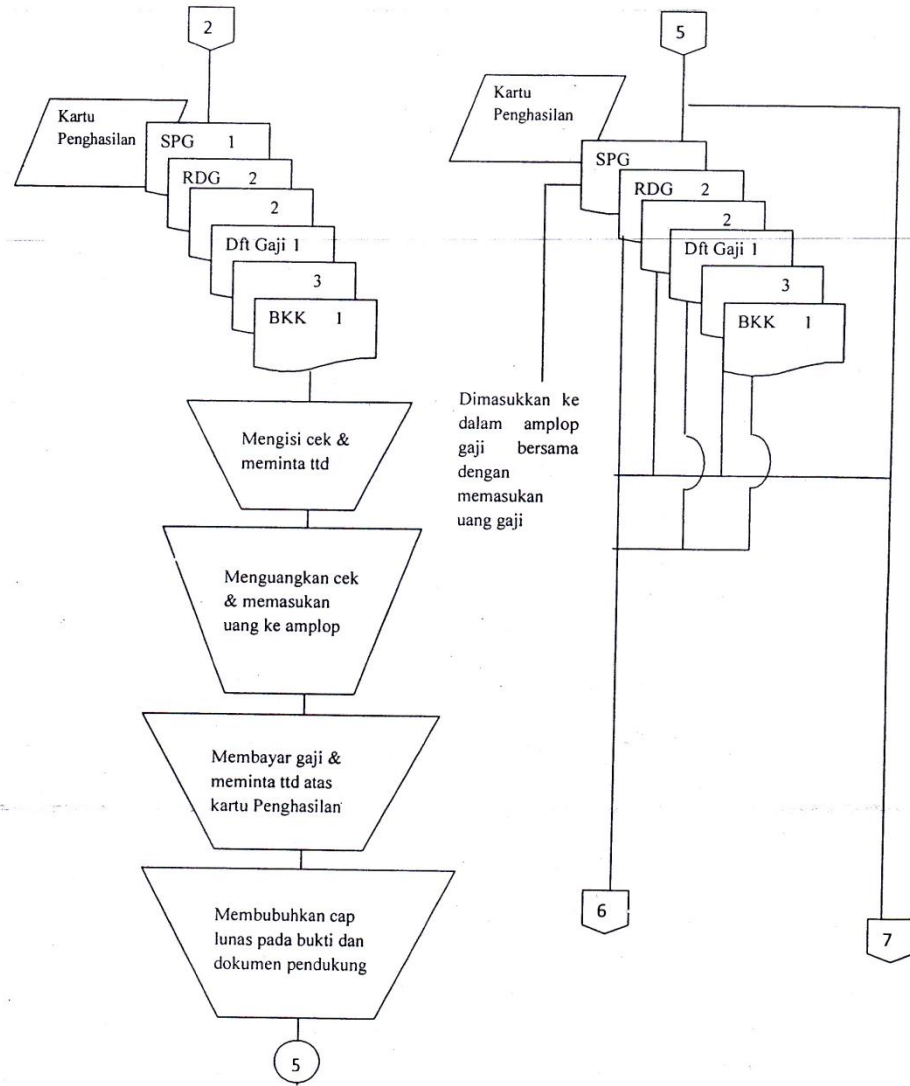 2
Kartu
Penghasilan
SPG 1
RDG 2
2
Dft Gaji 1
3
BKK 1
Mengisi cek &
meminta ttd
Menguangkan cek
& memasukan
uang ke amplop
Membayar gaji &
meminta ttd atas
kartu Penghasilan
Membubuhkan cap
lunas pada bukti dan
dokumen pendukung
5
5
Kartu
Penghasilan
SPG
RDG 2
2
Dft Gaji 1
3
BKK 1
Dimasukkan ke
dalam amplop
gaji bersama
dengan
memasukan
uang gaji
6
7